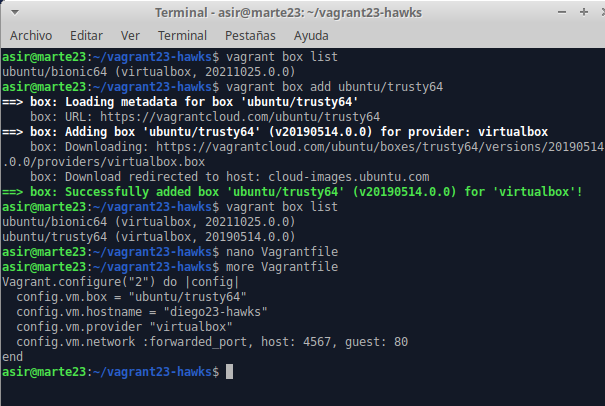 Terminal - asir@marte23: ~/vagrant23-hawks
Archivo Editar Ver Terminal Pestañas Ayuda
asir@marte23:~/vagrant23-hawks$ vagrant box list
ubuntu/bionic64 (virtualbox, 20211025.0.0)
asir@marte23:~/vagrant23-hawks$ vagrant box add ubuntu/trusty64
==> box: Loading metadata for box 'ubuntu/trusty64'
    box: URL: https://vagrantcloud.com/ubuntu/trusty64
==> box: Adding box 'ubuntu/trusty64' (v20190514.0.0) for provider: virtualbox
    box: Downloading: https://vagrantcloud.com/ubuntu/boxes/trusty64/versions/20190514
.0.0/providers/virtualbox.box
    box: Download redirected to host: cloud-images.ubuntu.com
==> box: Successfully added box 'ubuntu/trusty64' (v20190514.0.0) for 'virtualbox'!
asir@marte23:~/vagrant23-hawks$ vagrant box list
ubuntu/bionic64 (virtualbox, 20211025.0.0)
ubuntu/trusty64 (virtualbox, 20190514.0.0)
asir@marte23:~/vagrant23-hawks$ nano Vagrantfile
asir@marte23:~/vagrant23-hawks$ more Vagrantfile
Vagrant.configure("2") do |config|
  config.vm.box = "ubuntu/trusty64"
  config.vm.hostname = "diego23-hawks"
  config.vm.provider "virtualbox"
  config.vm.network :forwarded_port, host: 4567, guest: 80
end
asir@marte23:~/vagrant23-hawks$